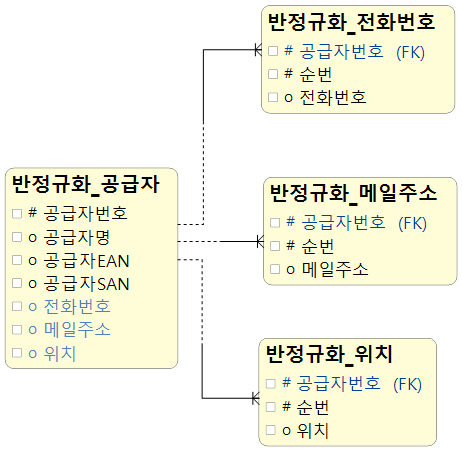 반정규화_전화번호
# 공급자번호 (FK)
# 순번
o 전화번호
반정규화_공급자
# 공급자번호
o 공급자명
o 공급자EAN
o 공급자SAN
o 전화번호
o 메일주소
o 위치
반정규화_메일주소
# 공급자번호 (FK)
# 순번
o 메일주소
반정규화_위치
# 공급자번호 (FK)
# 순번
o 위치